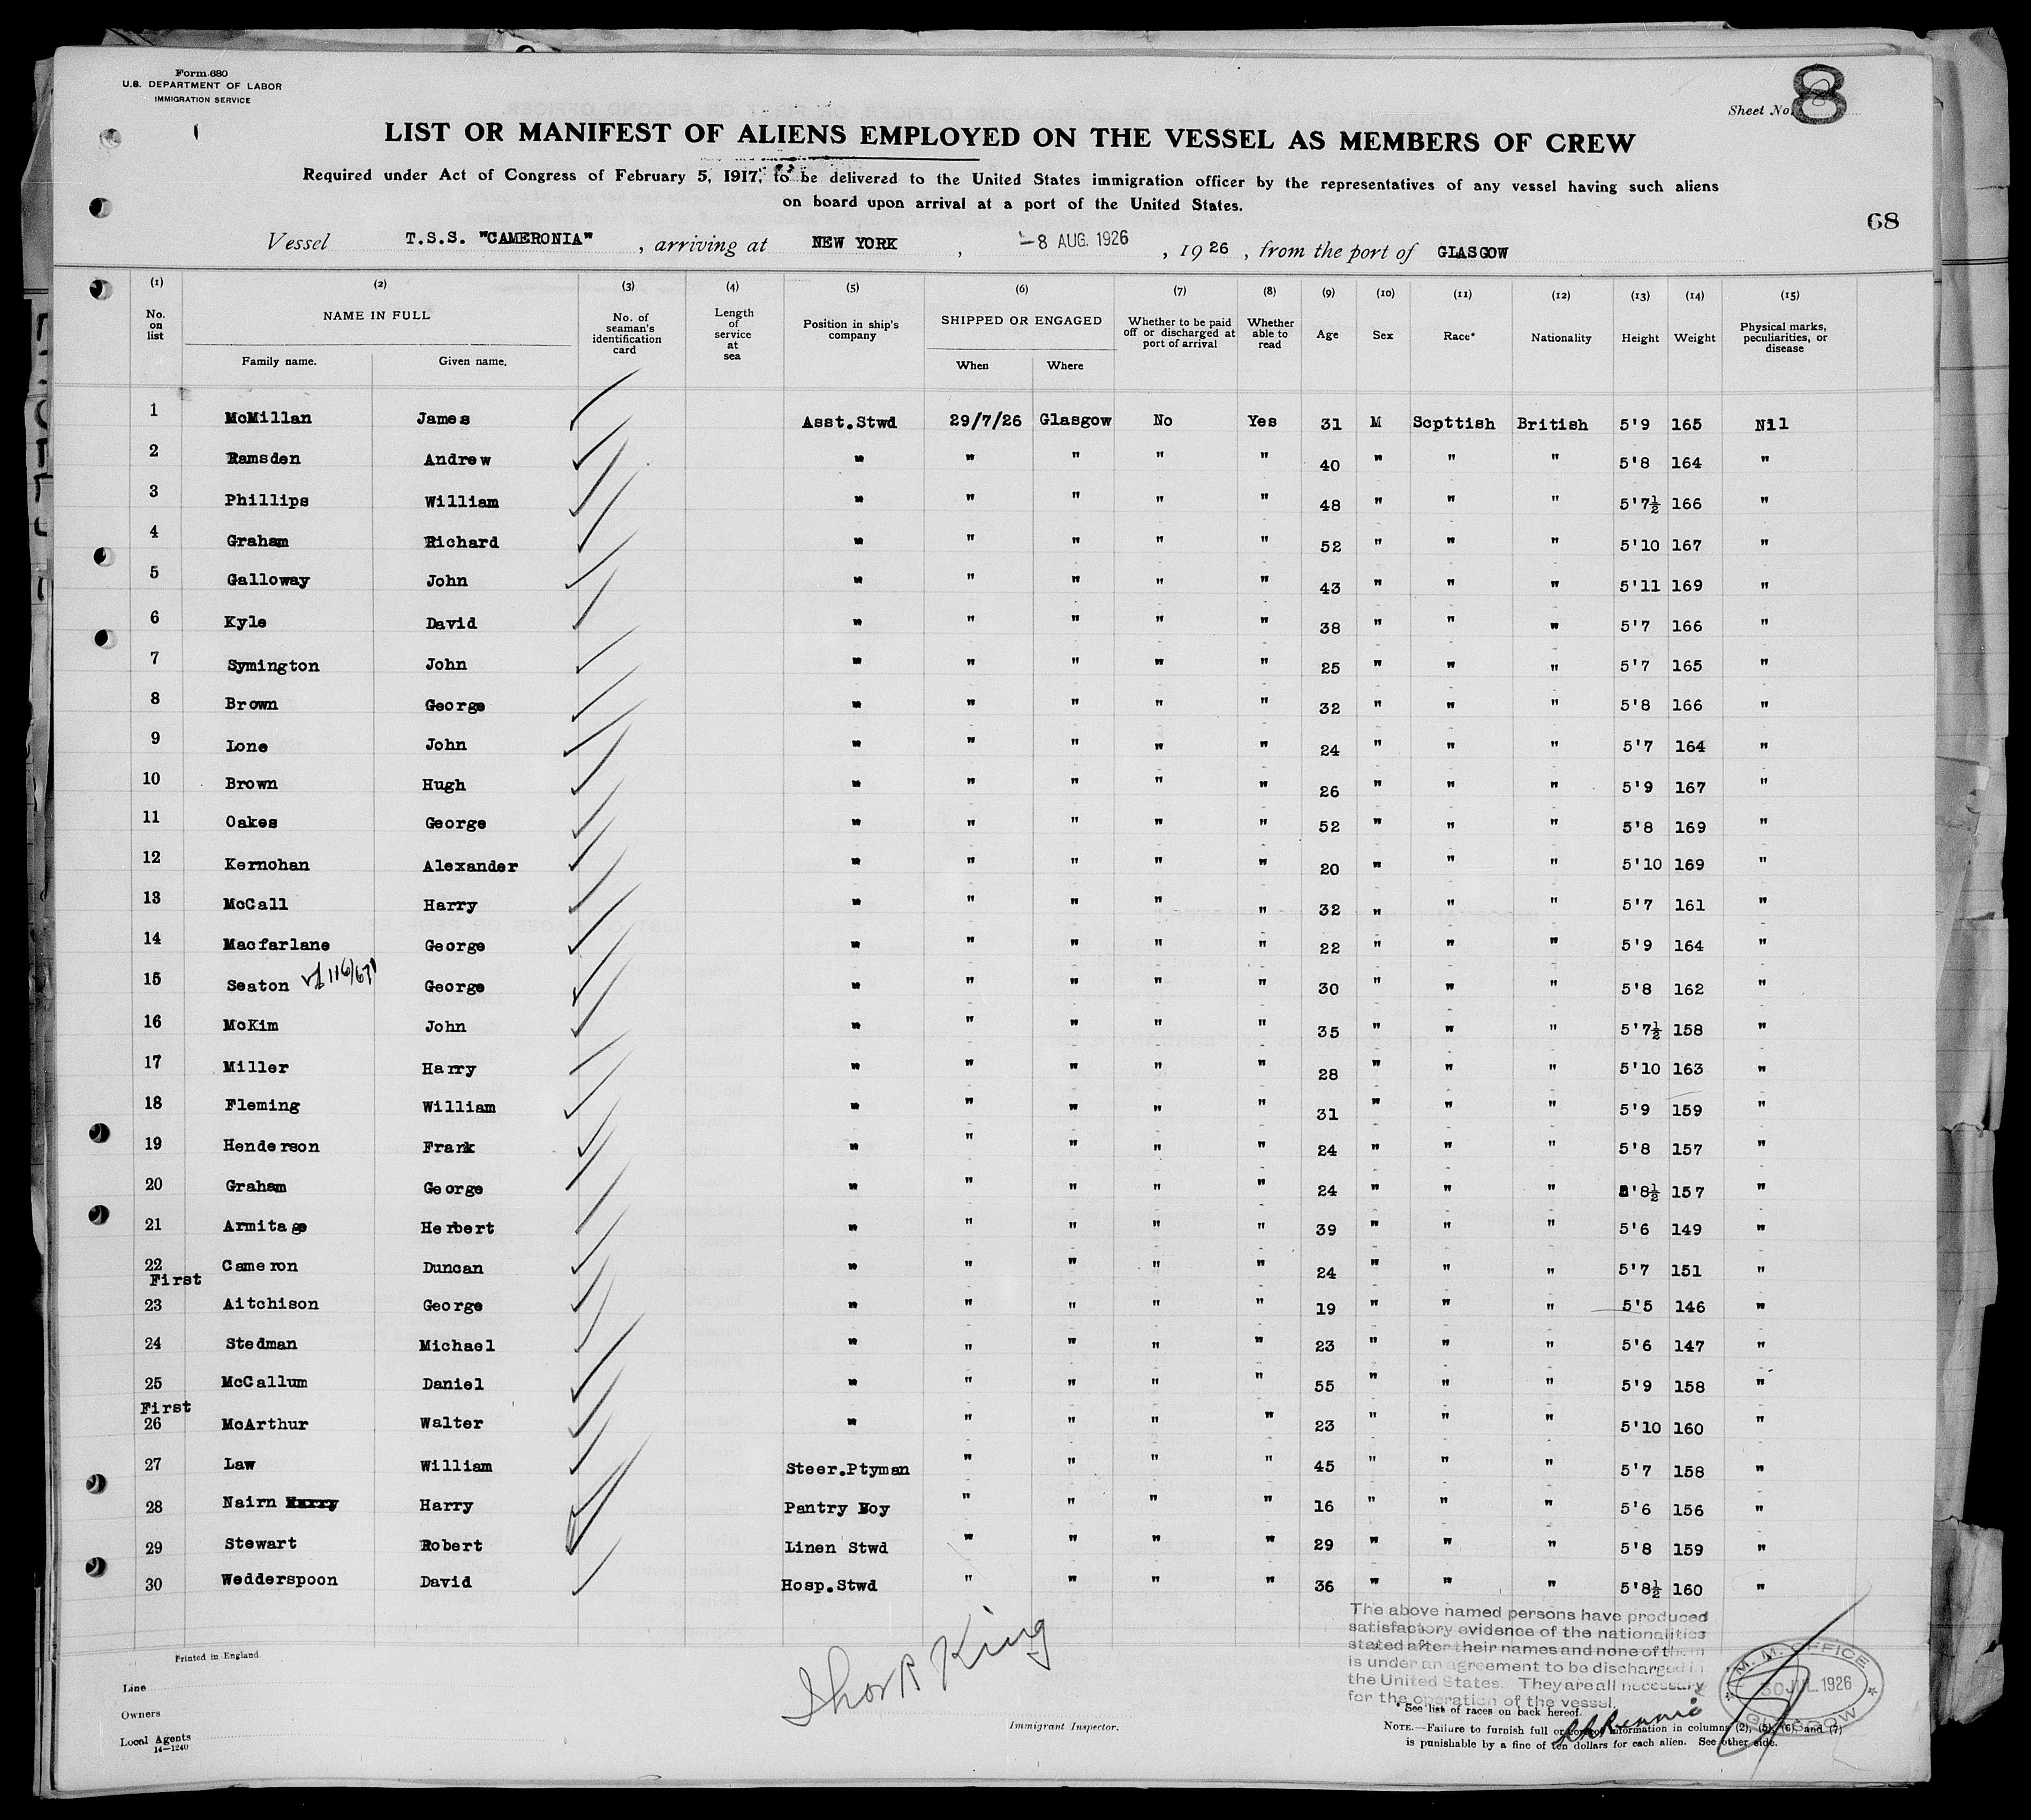 Form 680
U.S. DEPARTMENT OF LABOR
IMMIGRATION SERVICE
Sheet No. 8
LIST OR MANIFEST OF ALIENS EMPLOYED ON THE VESSEL AS MEMBERS OF CREW
Required under Act of Congress of February 5, 1917, to be delivered to the United States immigration officer by the representatives of any vessel having such aliens
on board upon arrival at a port of the United States.
68
Vessel T.S.S. "CAMERONIA", arriving at NEW YORK, -8 AUG. 1926, 1926, from the port of GLASGOW
(1) (2) (3) (4) (5) (6) (7) (8) (9) (10) (11) (12) (13) (14) (15)
No. on list NAME IN FULL Family name. Given name. No. of seaman's identification card Length of service at sea Position in ship's company SHIPPED OR ENGAGED When Where Whether to be paid off or discharged at port of arrival Whether able to read Age Sex Race* Nationality Height Weight Physical marks, peculiarities, or disease
1 McMillan James Asst.Stwd 29/7/26 Glasgow No Yes 31 M Scpttish British 5'9 165 Nil
2 Ramsden Andrew " " " " " 40 " " " 5'8 164 "
3 Phillips William " " " " " 48 " " " 5'7½ 166 "
4 Graham Richard " " " " " 52 " " " 5'10 167 "
5 Galloway John " " " " " 43 " " " 5'11 169 "
6 Kyle David " " " " " 38 " " " 5'7 166 "
7 Symington John " " " " " 25 " " " 5'7 165 "
8 Brown George " " " " " 32 " " " 5'8 166 "
9 Lone John " " " " " 24 " " " 5'7 164 "
10 Brown Hugh " " " " " 26 " " " 5'9 167 "
11 Oakes George " " " " " 52 " " " 5'8 169 "
12 Kernohan Alexander " " " " " 20 " " " 5'10 169 "
13 McCall Harry " " " " " 32 " " " 5'7 161 "
14 Macfarlane George " " " " " 22 " " " 5'9 164 "
15 Seaton 116/671 George " " " " " 30 " " " 5'8 162 "
16 McKim John " " " " " 35 " " " 5'7½ 158 "
17 Miller Harry " " " " " 28 " " " 5'10 163 "
18 Fleming William " " " " " 31 " " " 5'9 159 "
19 Henderson Frank " " " " " 24 " " " 5'8 157 "
20 Graham George " " " " " 24 " " " 5'8½ 157 "
21 Armitage Herbert " " " " " 39 " " " 5'6 149 "
22 Cameron Duncan " " " " " 24 " " " 5'7 151 "
First
23 Aitchison George " " " " " 19 " " " 5'5 146 "
24 Stedman Michael " " " " " 23 " " " 5'6 147 "
25 McCallum Daniel " " " " " 55 " " " 5'9 158 "
First
26 McArthur Walter " " " " " 23 " " " 5'10 160 "
27 Law William Steer.Ptyman " " " " 45 " " " 5'7 158 "
28 Nairn Harry Harry Pantry Boy " " " " 16 " " " 5'6 156 "
29 Stewart Robert Linen Stwd " " " " 29 " " " 5'8 159 "
30 Wedderspoon David Hosp.Stwd " " " " 36 " " " 5'8½ 160 "
The above named persons have produced
satisfactory evidence of the nationalities
stated after their names and none of them
is under an agreement to be discharged in
the United States. They are all necessary
for the operation of the vessel.
M. M. OFFICE
30 JUL 1926
GLASGOW
Printed in England
Line
Owners
Local Agents
14—1240
King
Immigrant Inspector.
* See list of races on back hereof.
NOTE.—Failure to furnish full or correct information in columns (2), (5), (6), and (7)
is punishable by a fine of ten dollars for each alien. See other side.